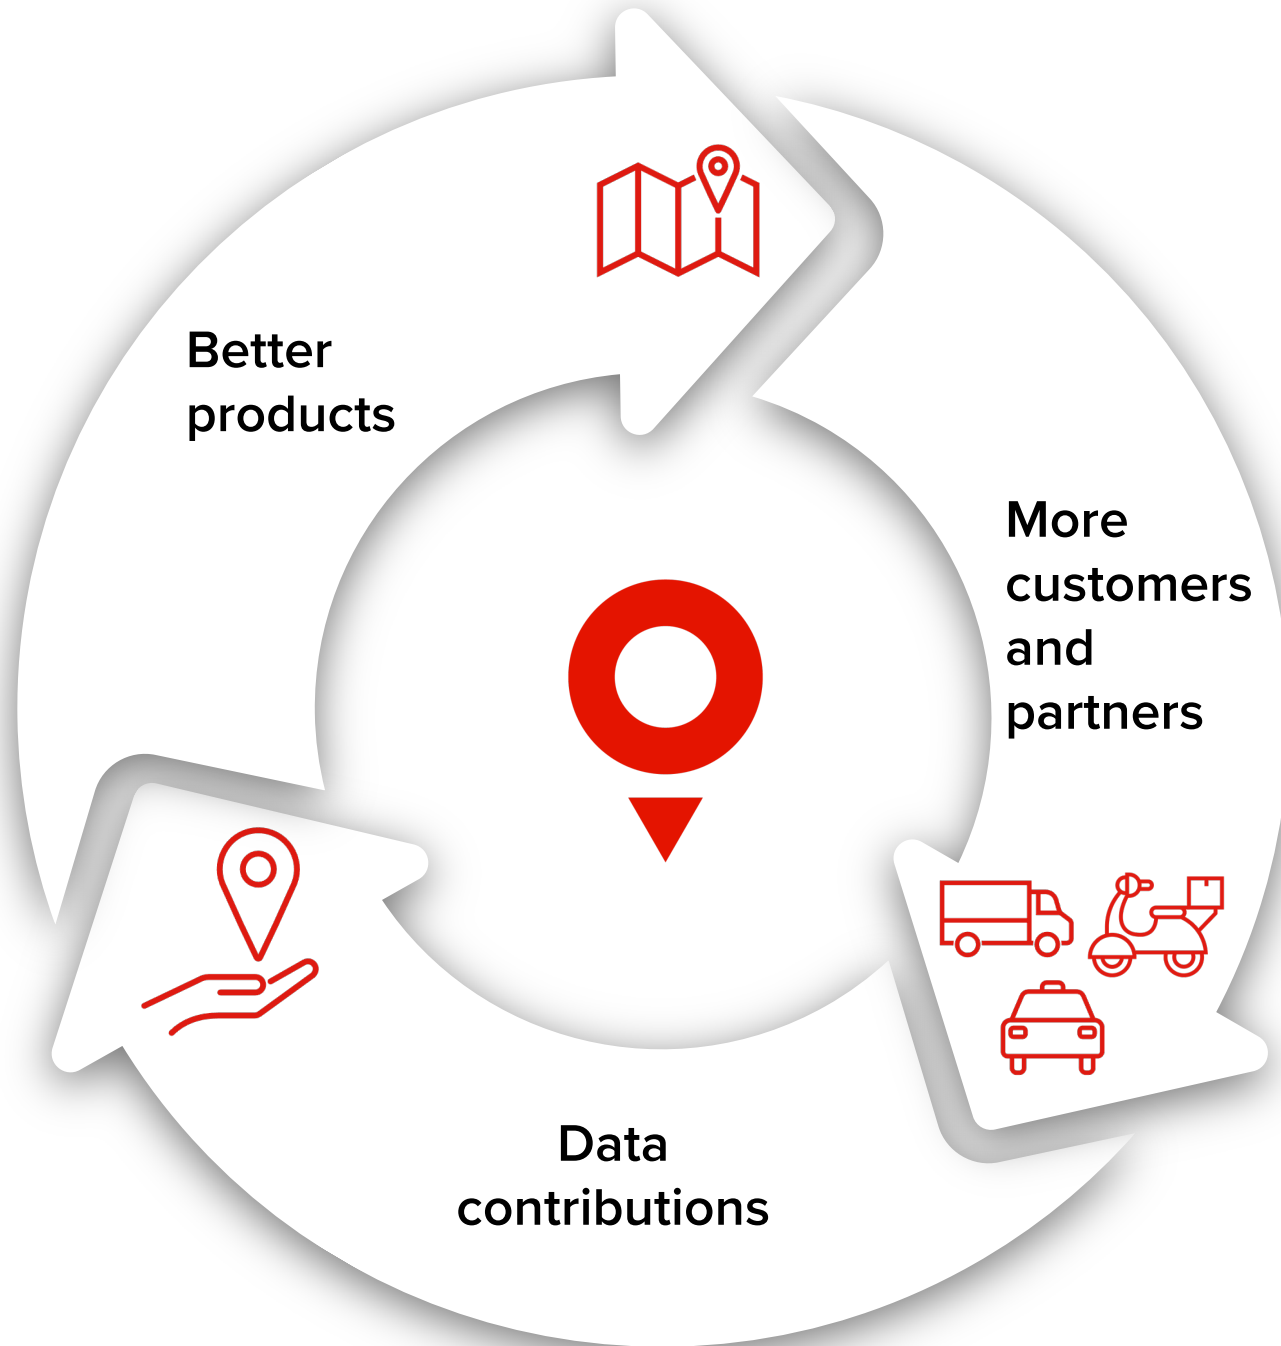 Better
products
More
customers
and
partners
Data
contributions